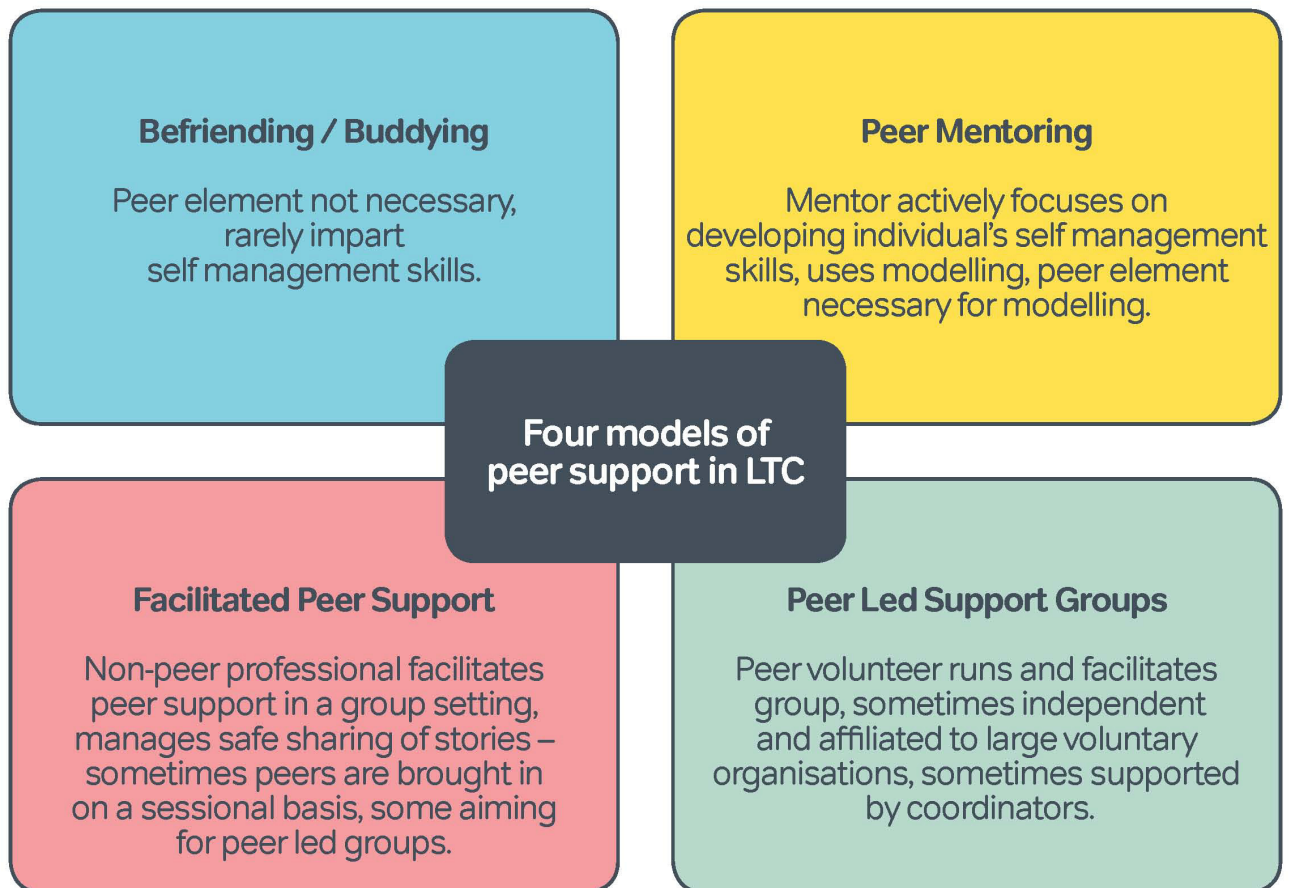 Befriending / Buddying
Peer element not necessary,
rarely impart
self management skills.
Peer Mentoring
Mentor actively focuses on
developing individual's self management
skills, uses modelling, peer element
necessary for modelling.
Four models of
peer support in LTC
Facilitated Peer Support
Non-peer professional facilitates
peer support in a group setting,
manages safe sharing of stories –
sometimes peers are brought in
on a sessional basis, some aiming
for peer led groups.
Peer Led Support Groups
Peer volunteer runs and facilitates
group, sometimes independent
and affiliated to large voluntary
organisations, sometimes supported
by coordinators.